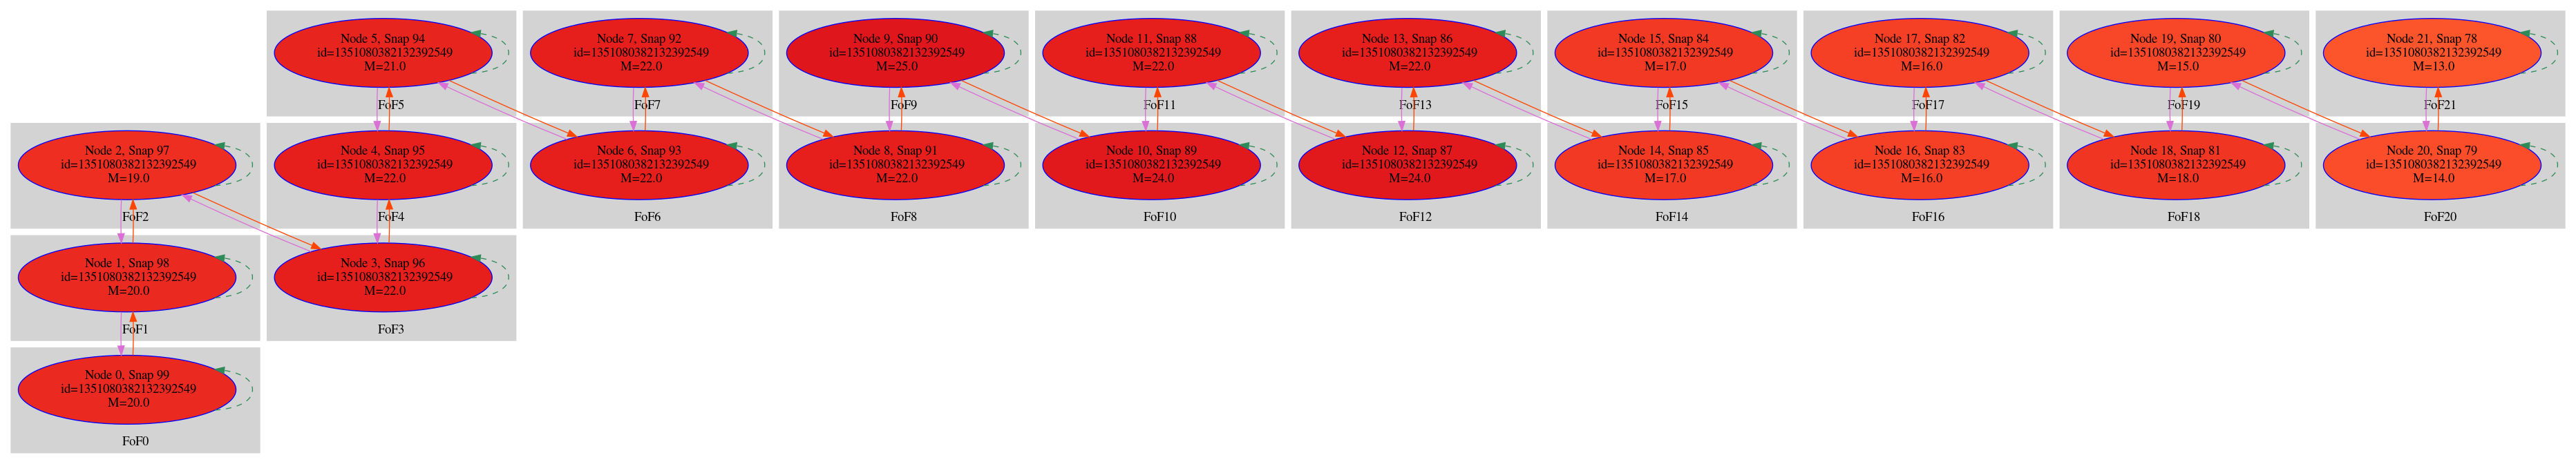 Node 5, Snap 94
id=1351080382132392549
M=21.0
FoF5
Node 7, Snap 92
id=1351080382132392549
M=22.0
FoF7
Node 9, Snap 90
id=1351080382132392549
M=25.0
FoF9
Node 11, Snap 88
id=1351080382132392549
M=22.0
FoF11
Node 13, Snap 86
id=1351080382132392549
M=22.0
FoF13
Node 15, Snap 84
id=1351080382132392549
M=17.0
FoF15
Node 17, Snap 82
id=1351080382132392549
M=16.0
FoF17
Node 19, Snap 80
id=1351080382132392549
M=15.0
FoF19
Node 21, Snap 78
id=1351080382132392549
M=13.0
FoF21
Node 2, Snap 97
id=1351080382132392549
M=19.0
FoF2
Node 4, Snap 95
id=1351080382132392549
M=22.0
FoF4
Node 6, Snap 93
id=1351080382132392549
M=22.0
FoF6
Node 8, Snap 91
id=1351080382132392549
M=22.0
FoF8
Node 10, Snap 89
id=1351080382132392549
M=24.0
FoF10
Node 12, Snap 87
id=1351080382132392549
M=24.0
FoF12
Node 14, Snap 85
id=1351080382132392549
M=17.0
FoF14
Node 16, Snap 83
id=1351080382132392549
M=16.0
FoF16
Node 18, Snap 81
id=1351080382132392549
M=18.0
FoF18
Node 20, Snap 79
id=1351080382132392549
M=14.0
FoF20
Node 1, Snap 98
id=1351080382132392549
M=20.0
FoF1
Node 3, Snap 96
id=1351080382132392549
M=22.0
FoF3
Node 0, Snap 99
id=1351080382132392549
M=20.0
FoF0